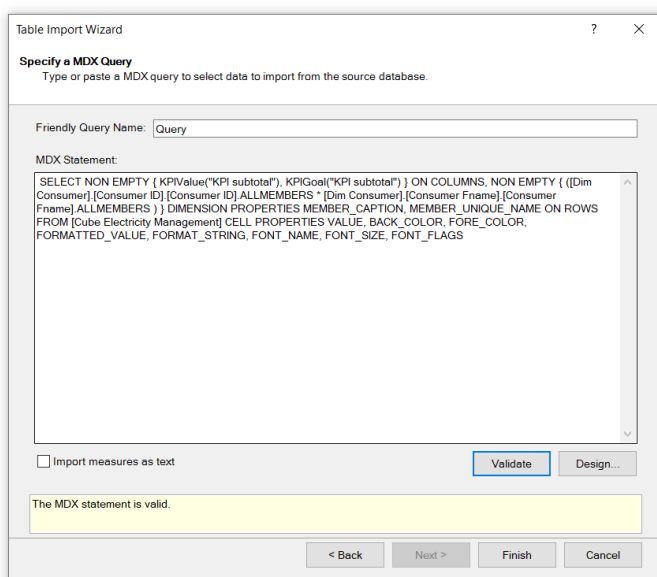 Table Import Wizard
Specify a MDX Query
Type or paste a MDX query to select data to import from the source database.
Friendly Query Name: Query
MDX Statement:
SELECT NON EMPTY { KPIValue("KPI subtotal"), KPIGoal("KPI subtotal") } ON COLUMNS, NON EMPTY { ([Dim
Consumer].[Consumer ID].[Consumer ID].ALLMEMBERS * [Dim Consumer].[Consumer Fname].[Consumer
Fname].ALLMEMBERS ) } DIMENSION PROPERTIES MEMBER_CAPTION, MEMBER_UNIQUE_NAME ON ROWS
FROM [Cube Electricity Management] CELL PROPERTIES VALUE, BACK_COLOR, FORE_COLOR,
FORMATTED_VALUE, FORMAT_STRING, FONT_NAME, FONT_SIZE, FONT_FLAGS
Import measures as text
Validate
Design...
The MDX statement is valid.
< Back
Next >
Finish
Cancel